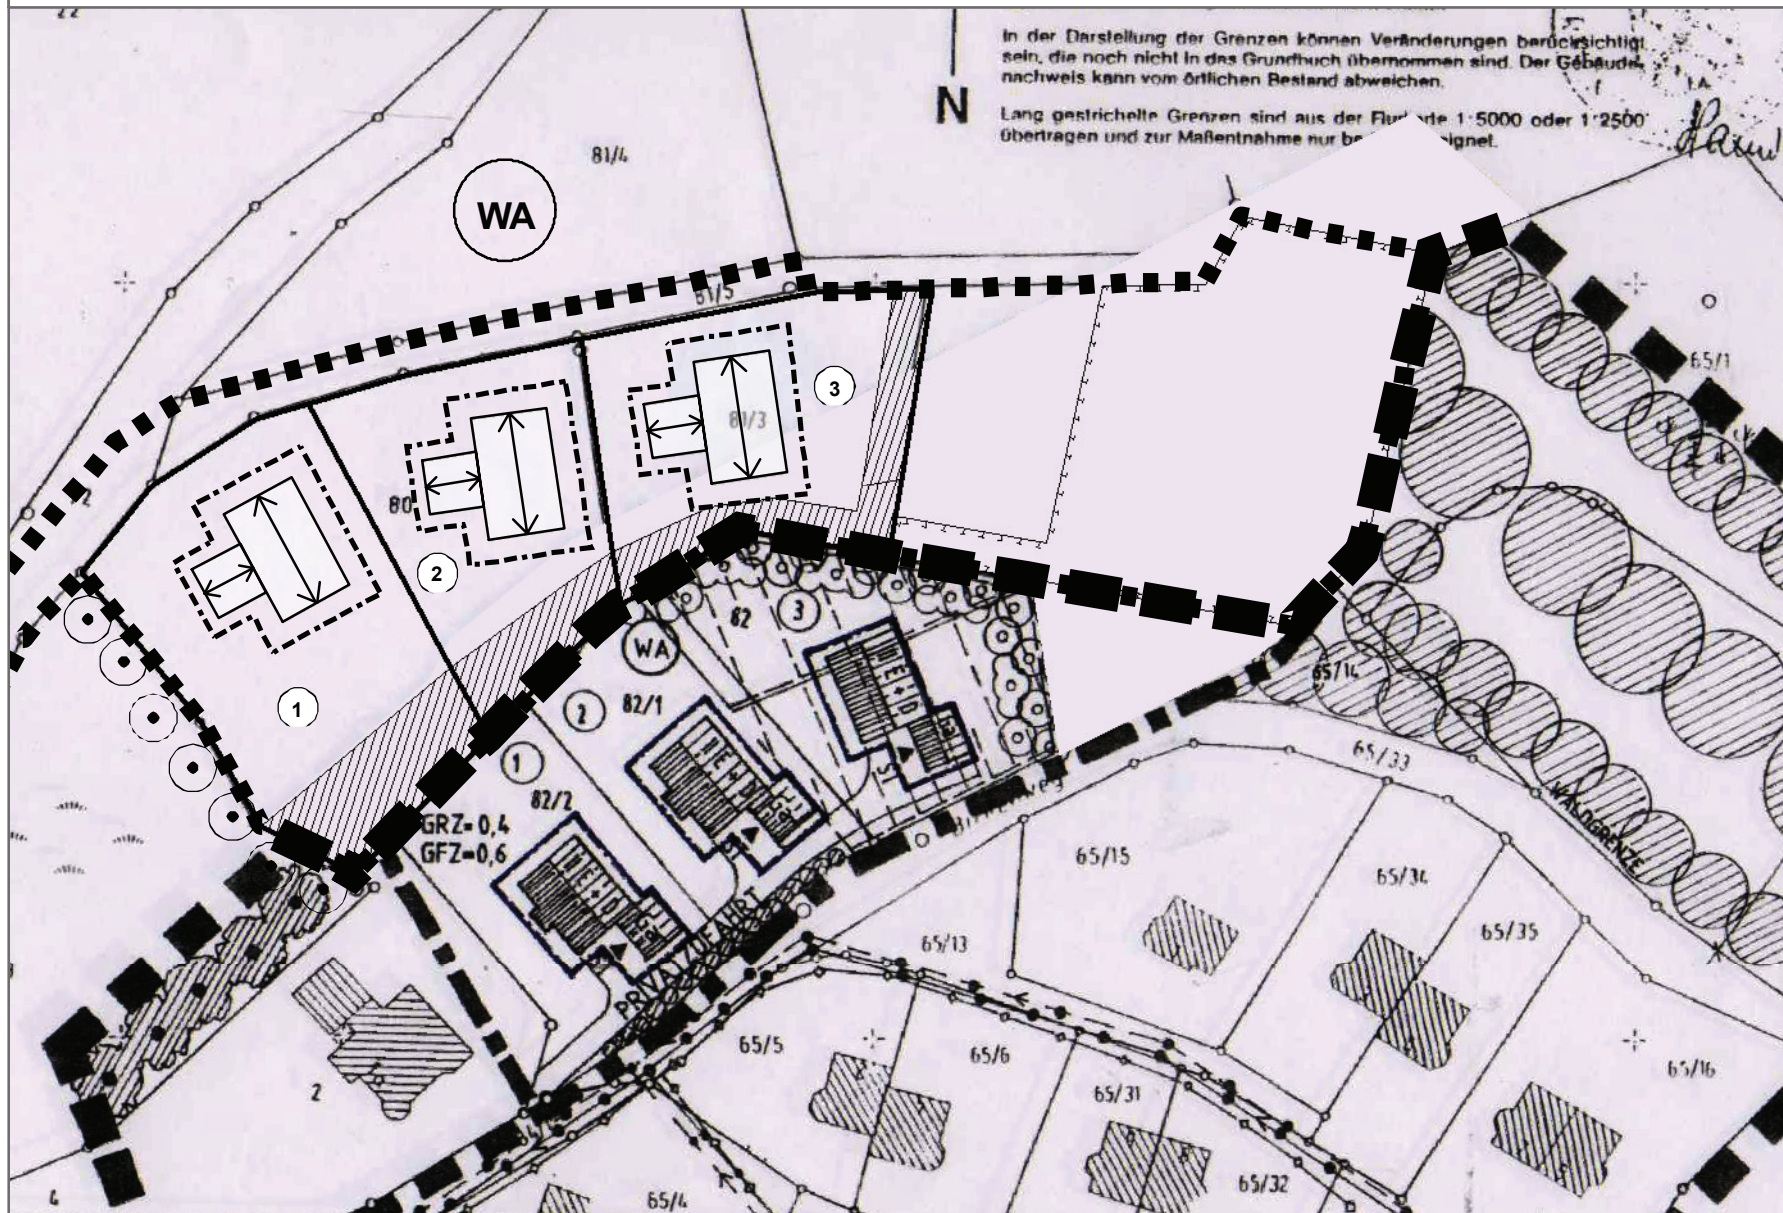 22
In der Darstellung der Grenzen können Veränderungen berücksichtigt
sein, die noch nicht in das Grundbuch übernommen sind. Der Gebäude-
nachweis kann vom örtlichen Bestand abweichen.
N
Lang gestrichelte Grenzen sind aus der 1:5000 oder 1:2500
übertragen und zur Maßentnahme nur
I.A.
81/4
WA
81/5
65/1
3
81/3
80
2
1
82
3
WA
2
82/1
65/14
1
82/2
65/33
GRZ=0,4
GFZ=0,6
WALDGRENZE
65/15
65/34
65/35
65/13
PRIVATZUFAHRT
65/5
65/6
65/16
2
65/31
65/32
65/4
4